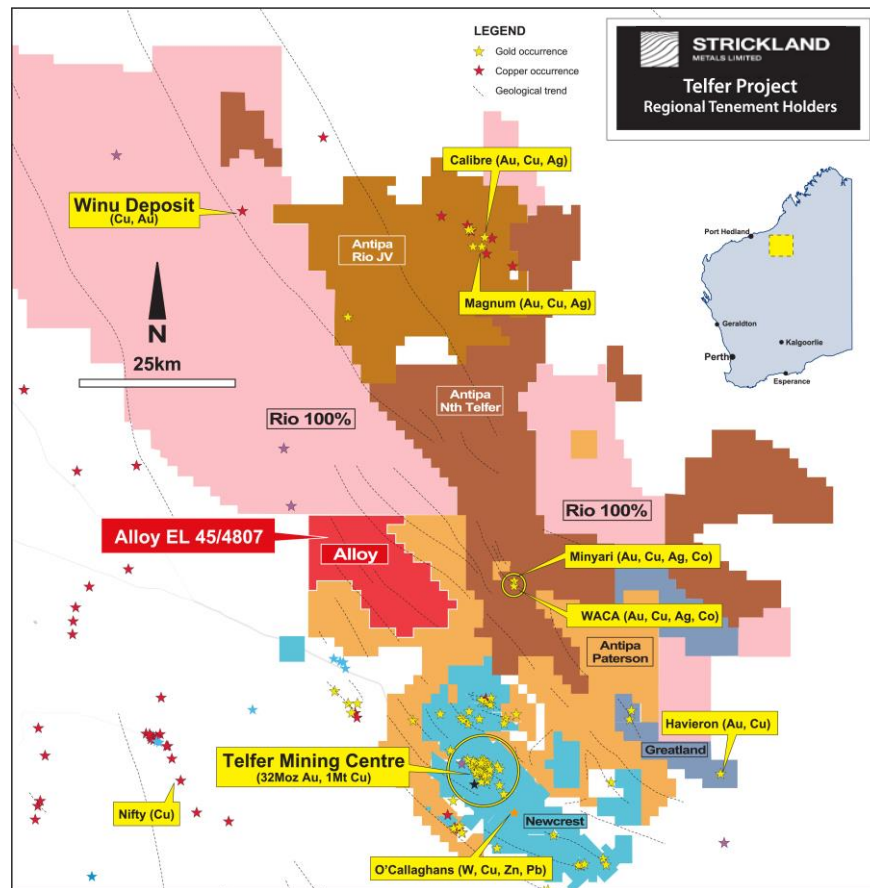 LEGEND
Gold occurrence
Copper occurrence
Geological trend
STRICKLAND
METALS LIMITED
Telfer Project
Regional Tenement Holders
Calibre (Au, Cu, Ag)
Winu Deposit
(Cu, Au)
Antipa
Rio JV
Magnum (Au, Cu, Ag)
Port Hedland
Geraldton
Kalgoorlie
Perth
Esperance
N
25km
Antipa
Nth Telfer
Rio 100%
Rio 100%
Alloy EL 45/4807
Alloy
Minyari (Au, Cu, Ag, Co)
WACA (Au, Cu, Ag, Co)
Antipa
Paterson
Havieron (Au, Cu)
Greatland
Telfer Mining Centre
(32Moz Au, 1Mt Cu)
Nifty (Cu)
Newcrest
O'Callaghans (W, Cu, Zn, Pb)